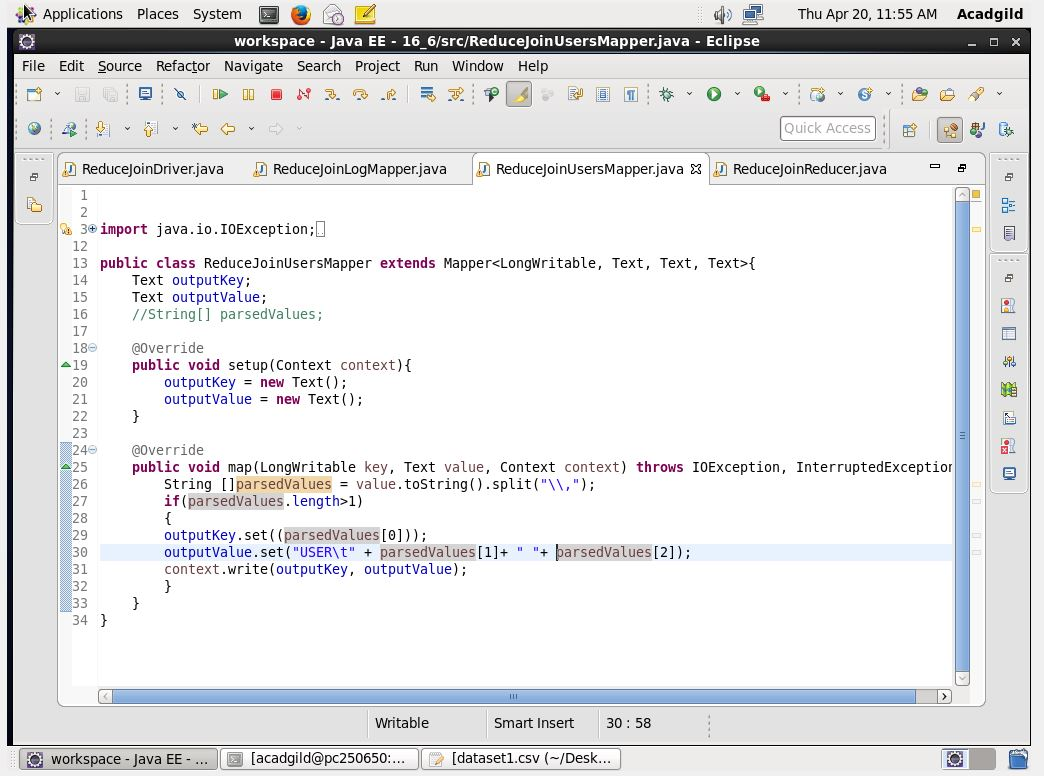 Applications Places System Thu Apr 20, 11:55 AM Acadgild
workspace - Java EE - 16_6/src/ReduceJoinUsersMapper.java - Eclipse
File Edit Source Refactor Navigate Search Project Run Window Help
Quick Access
ReduceJoinDriver.java ReduceJoinLogMapper.java ReduceJoinUsersMapper.java ReduceJoinReducer.java
1
2
3 import java.io.IOException;
12
13 public class ReduceJoinUsersMapper extends Mapper<LongWritable, Text, Text, Text>{
14 Text outputKey;
15 Text outputValue;
16 //String[] parsedValues;
17
18 @Override
19 public void setup(Context context){
20 outputKey = new Text();
21 outputValue = new Text();
22 }
23
24 @Override
25 public void map(LongWritable key, Text value, Context context) throws IOException, InterruptedException
26 String []parsedValues = value.toString().split("\\,");
27 if(parsedValues.length>1)
28 {
29 outputKey.set((parsedValues[0]));
30 outputValue.set("USER\t" + parsedValues[1]+ " "+ parsedValues[2]);
31 context.write(outputKey, outputValue);
32 }
33 }
34 }
Writable Smart Insert 30 : 58
workspace - Java EE - ... [acadgild@pc250650:... [dataset1.csv (~/Desk...